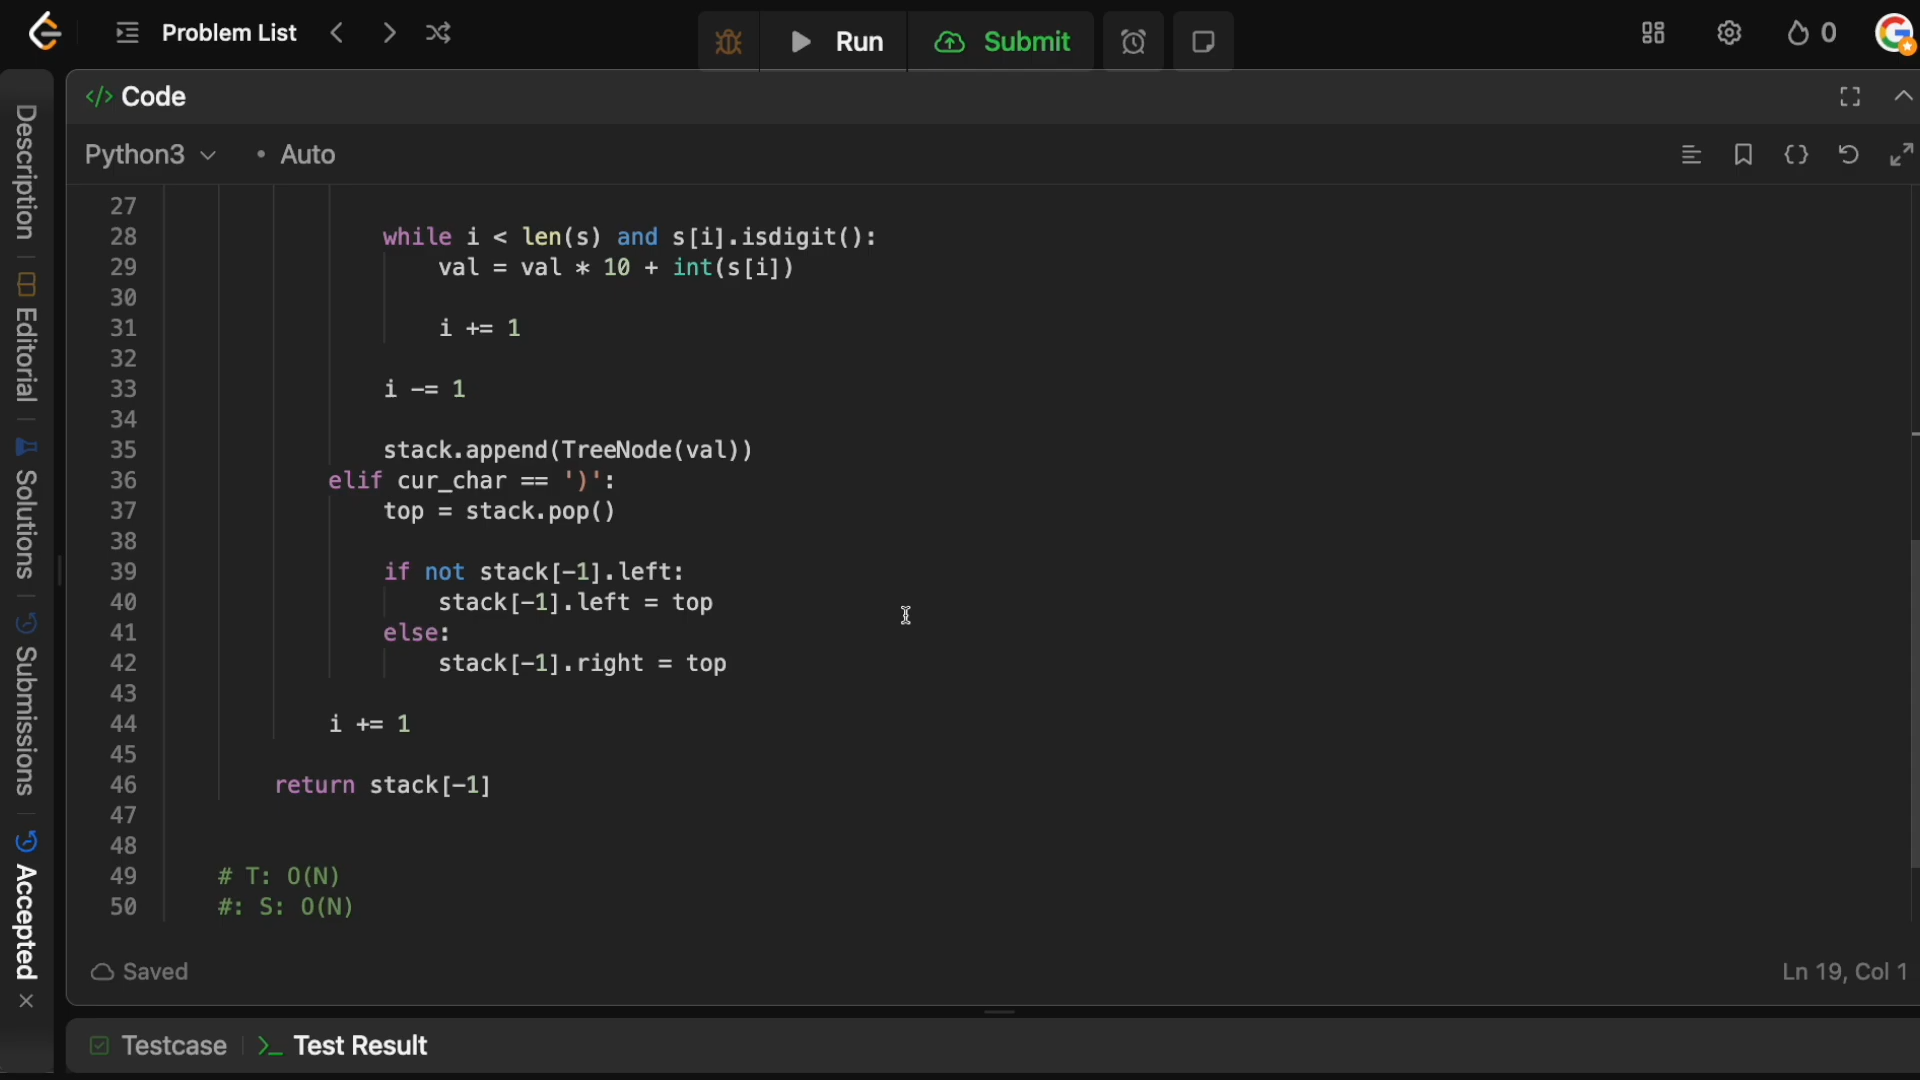 Problem List
Run
Submit
0
Description
Editorial
Solutions
Submissions
Accepted
</> Code
Python3 • Auto
27
28 while i < len(s) and s[i].isdigit():
29 val = val * 10 + int(s[i])
30
31 i += 1
32
33 i -= 1
34
35 stack.append(TreeNode(val))
36 elif cur_char == ')':
37 top = stack.pop()
38
39 if not stack[-1].left:
40 stack[-1].left = top
41 else:
42 stack[-1].right = top
43
44 i += 1
45
46 return stack[-1]
47
48
49 # T: O(N)
50 #: S: O(N)
Saved
Ln 19, Col 1
Testcase
>_ Test Result